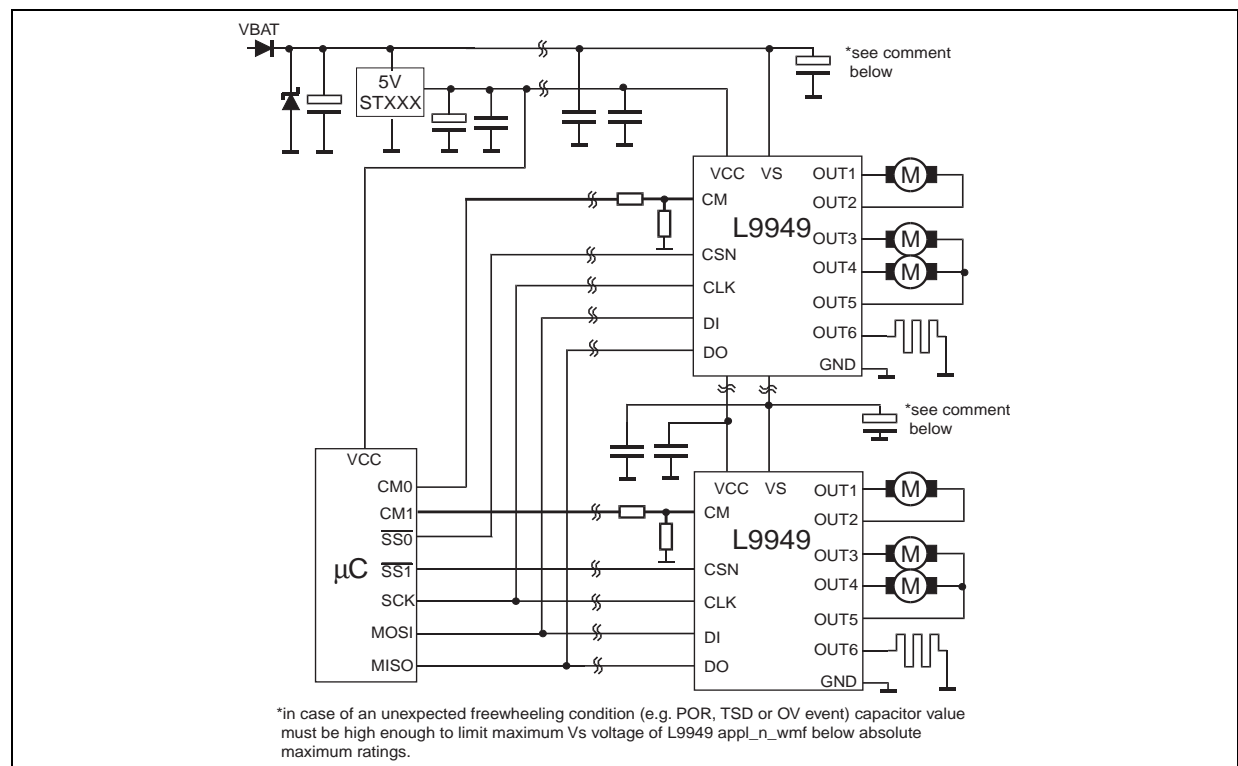 VBAT
*see comment
below
5V
STXXX
VCC VS
OUT1
M
CM
OUT2
L9949
OUT3
M
CSN
OUT4
M
CLK
OUT5
DI
OUT6
DO
GND
*see comment
below
VCC
CM0
VCC VS
OUT1
M
CM1
CM
OUT2
SS0
L9949
OUT3
M
µC
SS1
CSN
OUT4
M
SCK
CLK
OUT5
MOSI
DI
OUT6
MISO
DO
GND
*in case of an unexpected freewheeling condition (e.g. POR, TSD or OV event) capacitor value
must be high enough to limit maximum Vs voltage of L9949 appl_n_wmf below absolute
maximum ratings.